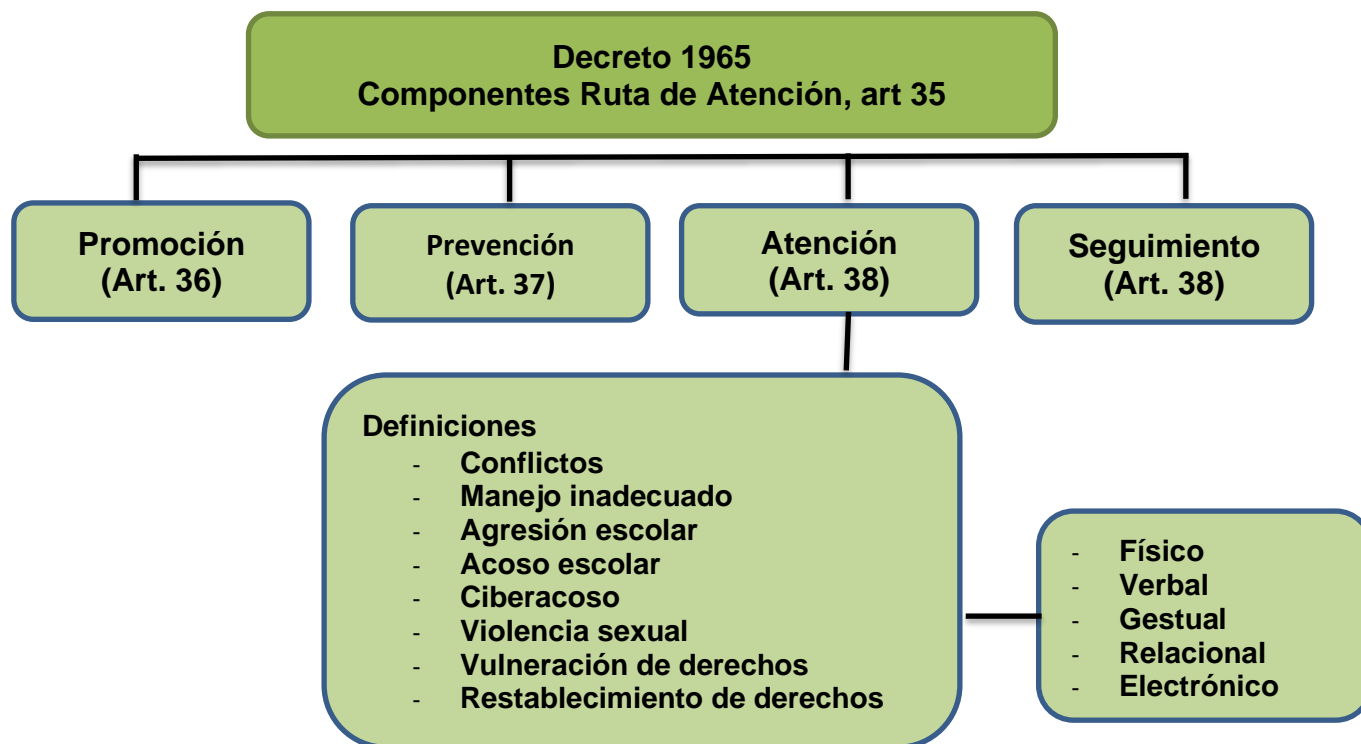 Decreto 1965
Componentes Ruta de Atención, art 35
Promoción
(Art. 36)
Prevención
(Art. 37)
Atención
(Art. 38)
Seguimiento
(Art. 38)
Definiciones
- Conflictos
- Manejo inadecuado
- Agresión escolar
- Acoso escolar
- Ciberacoso
- Violencia sexual
- Vulneración de derechos
- Restablecimiento de derechos
- Físico
- Verbal
- Gestual
- Relacional
- Electrónico